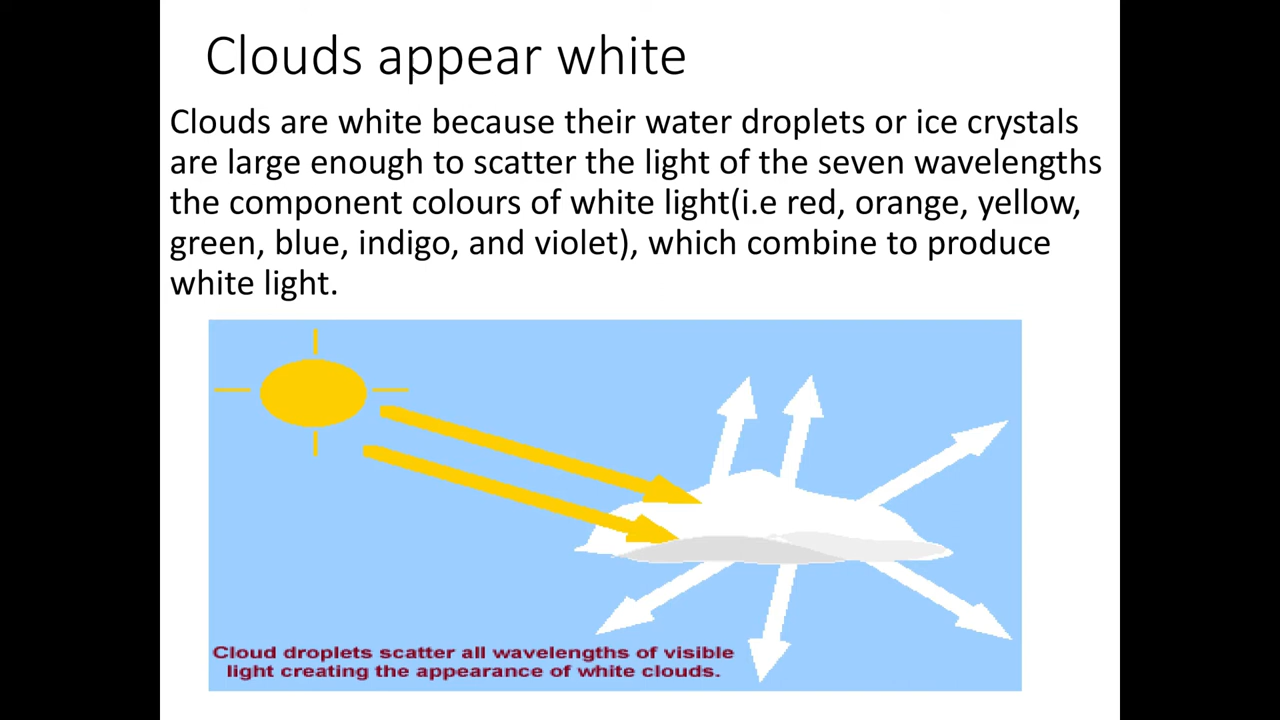 Clouds appear white
Clouds are white because their water droplets or ice crystals
are large enough to scatter the light of the seven wavelengths
the component colours of white light(i.e red, orange, yellow,
green, blue, indigo, and violet), which combine to produce
white light.
Cloud droplets scatter all wavelengths of visible
light creating the appearance of white clouds.